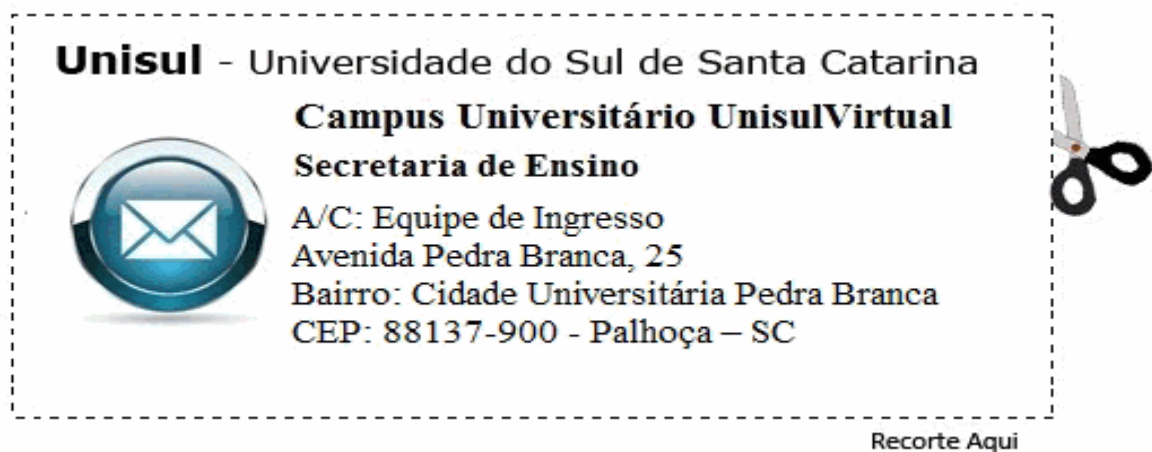 Unisul - Universidade do Sul de Santa Catarina
Campus Universitário UnisulVirtual
Secretaria de Ensino
A/C: Equipe de Ingresso
Avenida Pedra Branca, 25
Bairro: Cidade Universitária Pedra Branca
CEP: 88137-900 - Palhoça – SC
Recorte Aqui